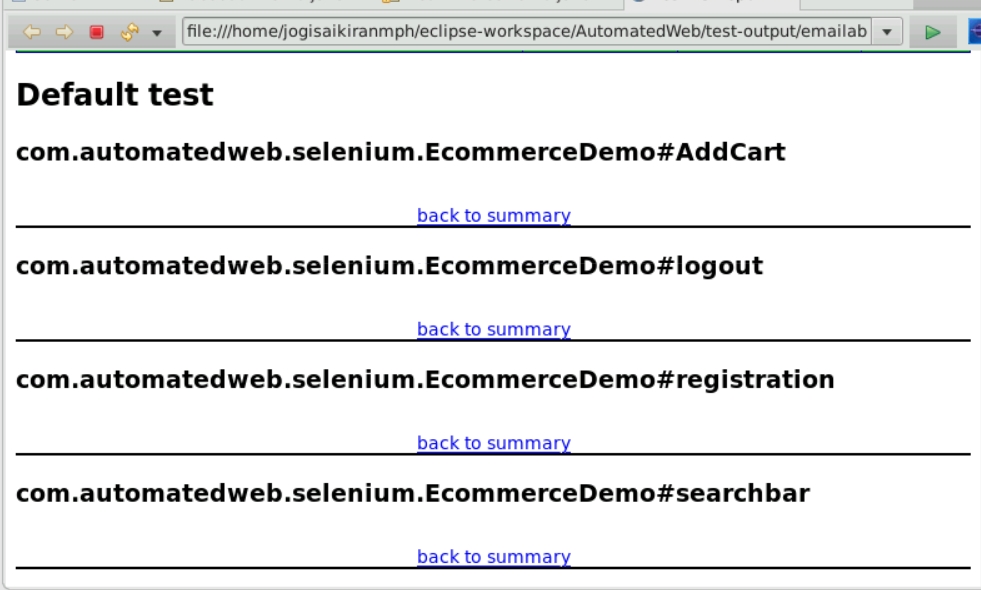 file:///home/jogisaikiranmph/eclipse-workspace/AutomatedWeb/test-output/emailab
Default test
com.automatedweb.selenium.EcommerceDemo#AddCart
back to summary
com.automatedweb.selenium.EcommerceDemo#logout
back to summary
com.automatedweb.selenium.EcommerceDemo#registration
back to summary
com.automatedweb.selenium.EcommerceDemo#searchbar
back to summary